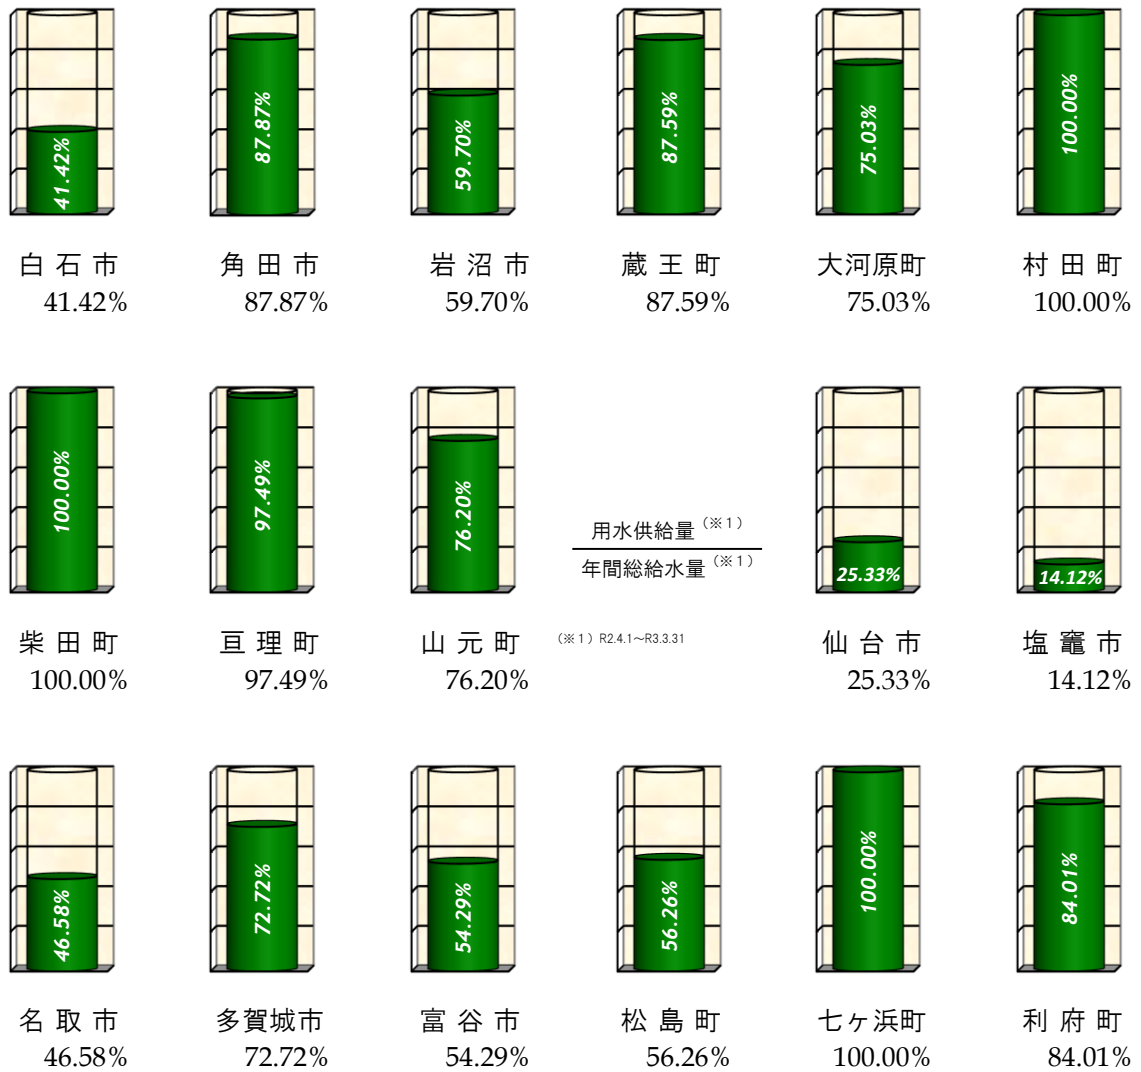 41.42%
87.87%
59.70%
87.59%
75.03%
100.00%
白石市
角田市
岩沼市
蔵王町
大河原町
村田町
41.42%
87.87%
59.70%
87.59%
75.03%
100.00%
100.00%
97.49%
76.20%
用水供給量(※1)
年間総給水量(※1)
25.33%
14.12%
柴田町
亘理町
山元町
(※1) R2.4.1～R3.3.31
仙台市
塩竈市
100.00%
97.49%
76.20%
25.33%
14.12%
46.58%
72.72%
54.29%
56.26%
100.00%
84.01%
名取市
多賀城市
富谷市
松島町
七ヶ浜町
利府町
46.58%
72.72%
54.29%
56.26%
100.00%
84.01%